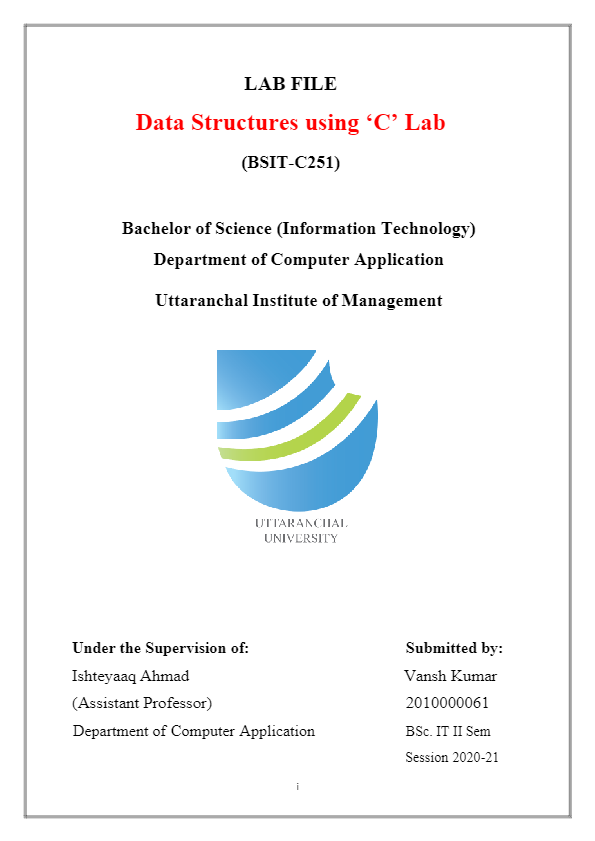 LAB FILE
Data Structures using ‘C’ Lab
(BSIT-C251)
Bachelor of Science (Information Technology)
Department of Computer Application
Uttaranchal Institute of Management
UTTARANCHAL
UNIVERSITY
Under the Supervision of:
Ishteyaaq Ahmad
(Assistant Professor)
Department of Computer Application
Submitted by:
Vansh Kumar
2010000061
BSc. IT II Sem
Session 2020-21
i